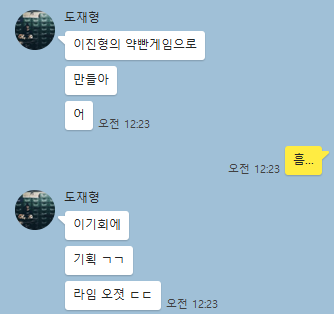 도재형
이진형의 약빤게임으로
만들아
어
오전 12:23
흠...
오전 12:23
도재형
이기회에
기획 ㄱㄱ
라임 오졋 ㄷㄷ
오전 12:23